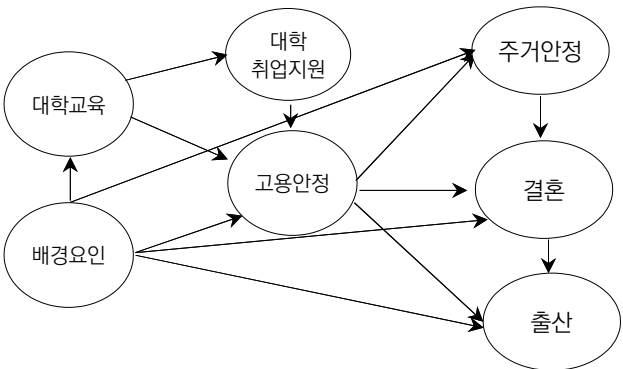 대학
취업지원
주거안정
대학교육
고용안정
결혼
배경요인
출산